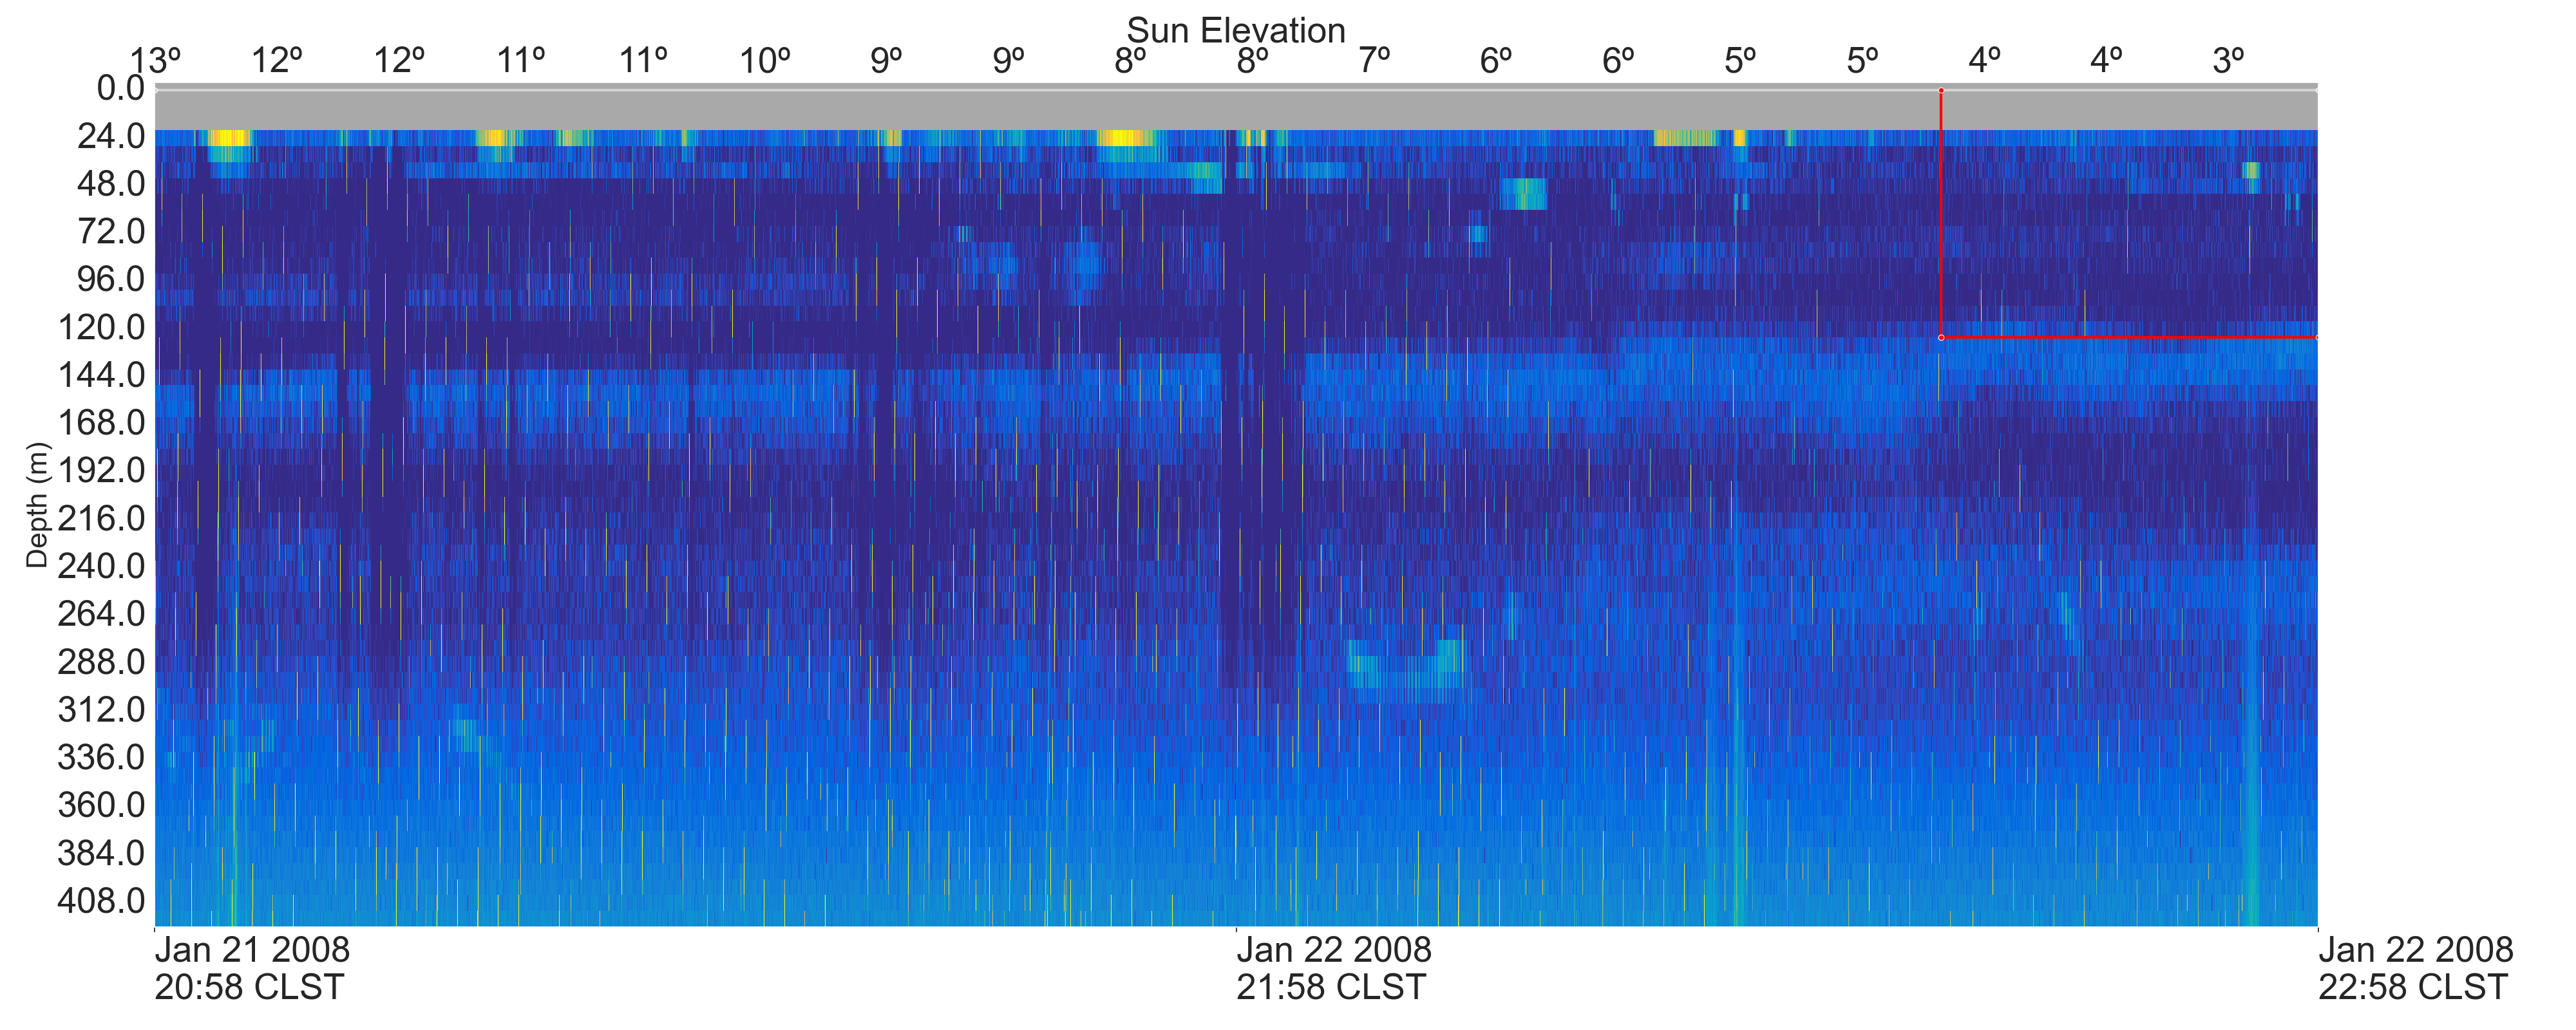 Sun Elevation
13º 12º 12º 11º 11º 10º 9º 9º 8º 8º 7º 6º 6º 5º 5º 4º 4º 3º
0.0
24.0
48.0
72.0
96.0
120.0
144.0
168.0
192.0
216.0
240.0
264.0
288.0
312.0
336.0
360.0
384.0
408.0
Depth (m)
Jan 21 2008
20:58 CLST
Jan 22 2008
21:58 CLST
Jan 22 2008
22:58 CLST